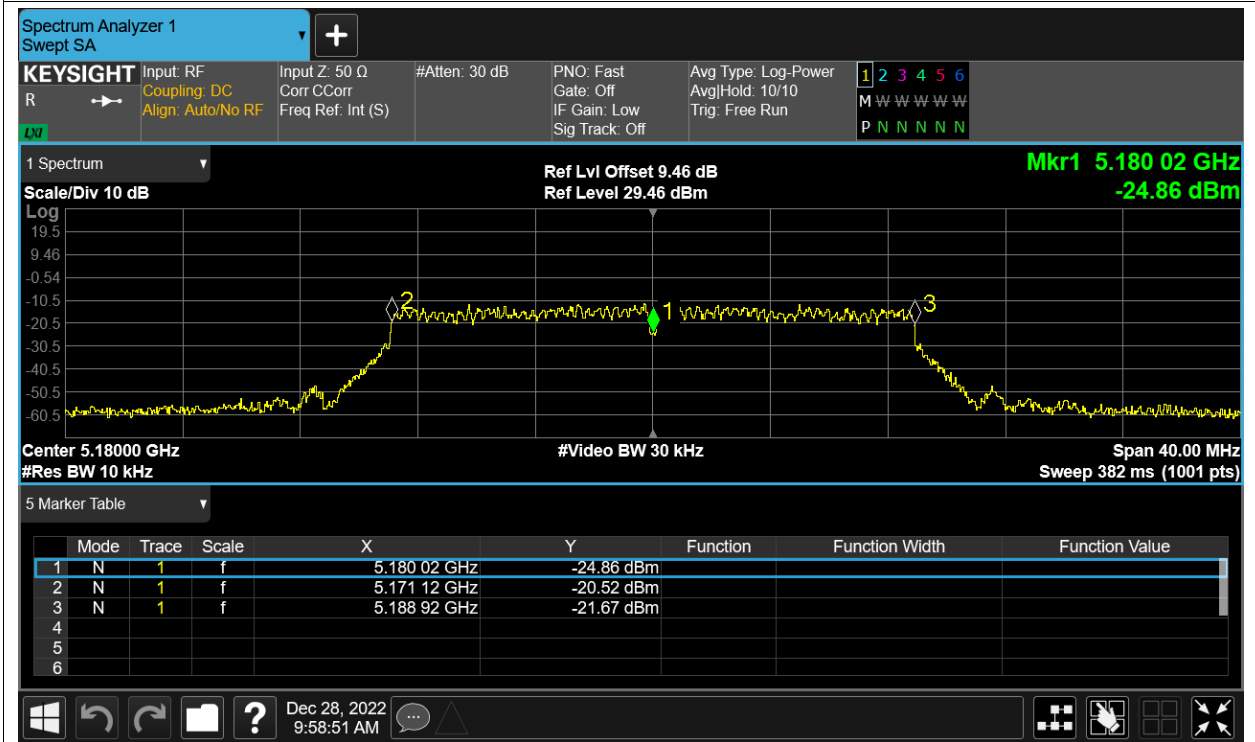 Spectrum Analyzer 1
Swept SA
+
KEYSIGHT Input: RF Input Z: 50 Ω #Atten: 30 dB PNO: Fast Avg Type: Log-Power 1 2 3 4 5 6
R Coupling: DC Corr CCorr Gate: Off Avg|Hold: 10/10 M W W W W W
Align: Auto/No RF Freq Ref: Int (S) IF Gain: Low Trig: Free Run
LXI Sig Track: Off P N N N N N
1 Spectrum Ref Lvl Offset 9.46 dB Mkr1 5.180 02 GHz
Scale/Div 10 dB Ref Level 29.46 dBm -24.86 dBm
Log
19.5
9.46
-0.54
-10.5 2 1 3
-20.5
-30.5
-40.5
-50.5
-60.5
Center 5.18000 GHz #Video BW 30 kHz Span 40.00 MHz
#Res BW 10 kHz Sweep 382 ms (1001 pts)
5 Marker Table
Mode Trace Scale X Y Function Function Width Function Value
1 N 1 f 5.180 02 GHz -24.86 dBm
2 N 1 f 5.171 12 GHz -20.52 dBm
3 N 1 f 5.188 92 GHz -21.67 dBm
4
5
6
? Dec 28, 2022
9:58:51 AM